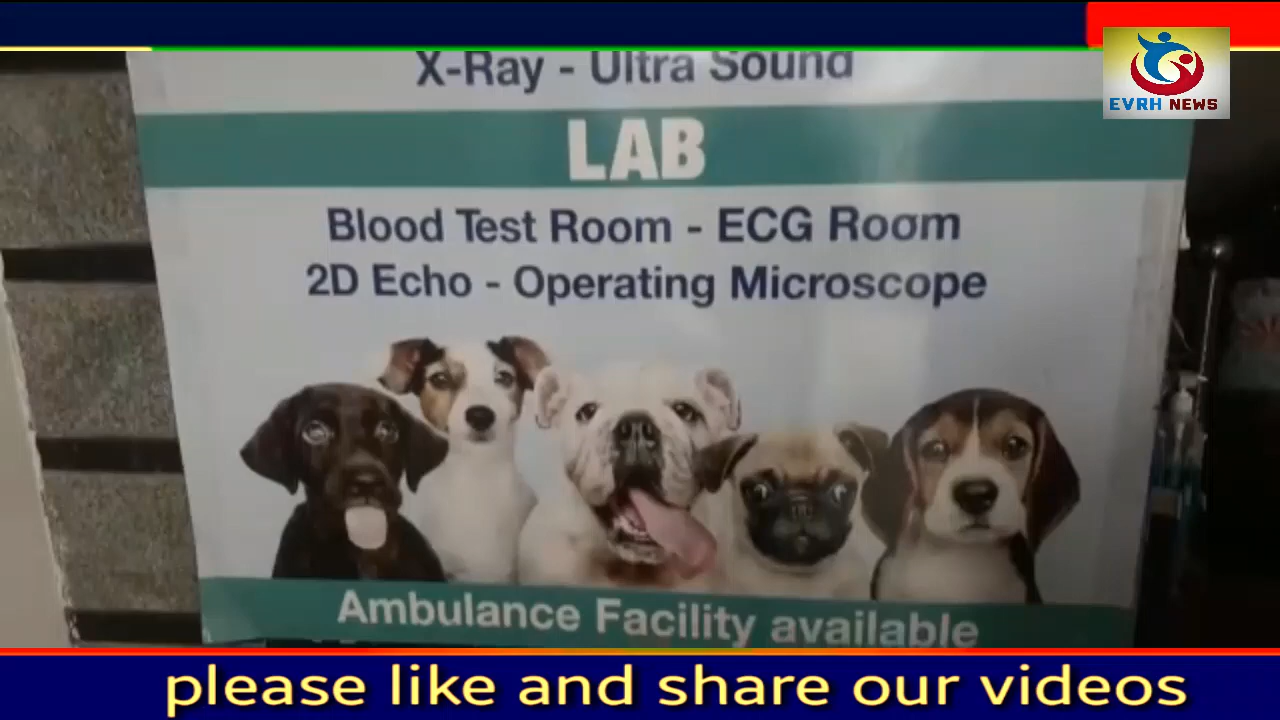 EVRH NEWS
X-Ray - Ultra Sound
LAB
Blood Test Room - ECG Room
2D Echo - Operating Microscope
Ambulance Facility available
please like and share our videos